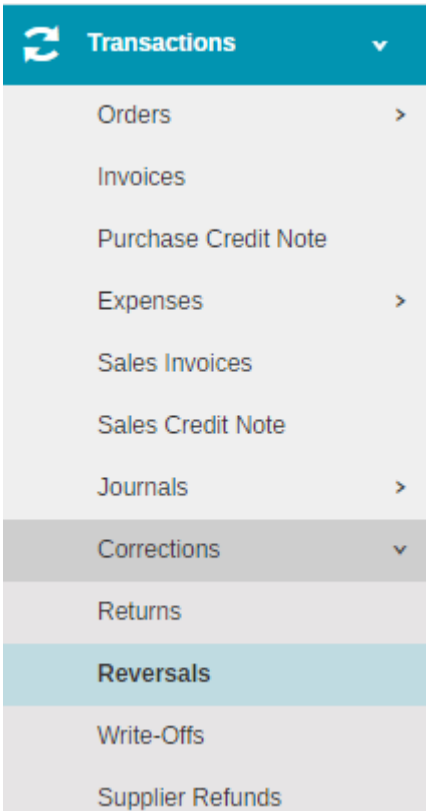 Transactions
Orders
Invoices
Purchase Credit Note
Expenses
Sales Invoices
Sales Credit Note
Journals
Corrections
Returns
Reversals
Write-Offs
Supplier Refunds